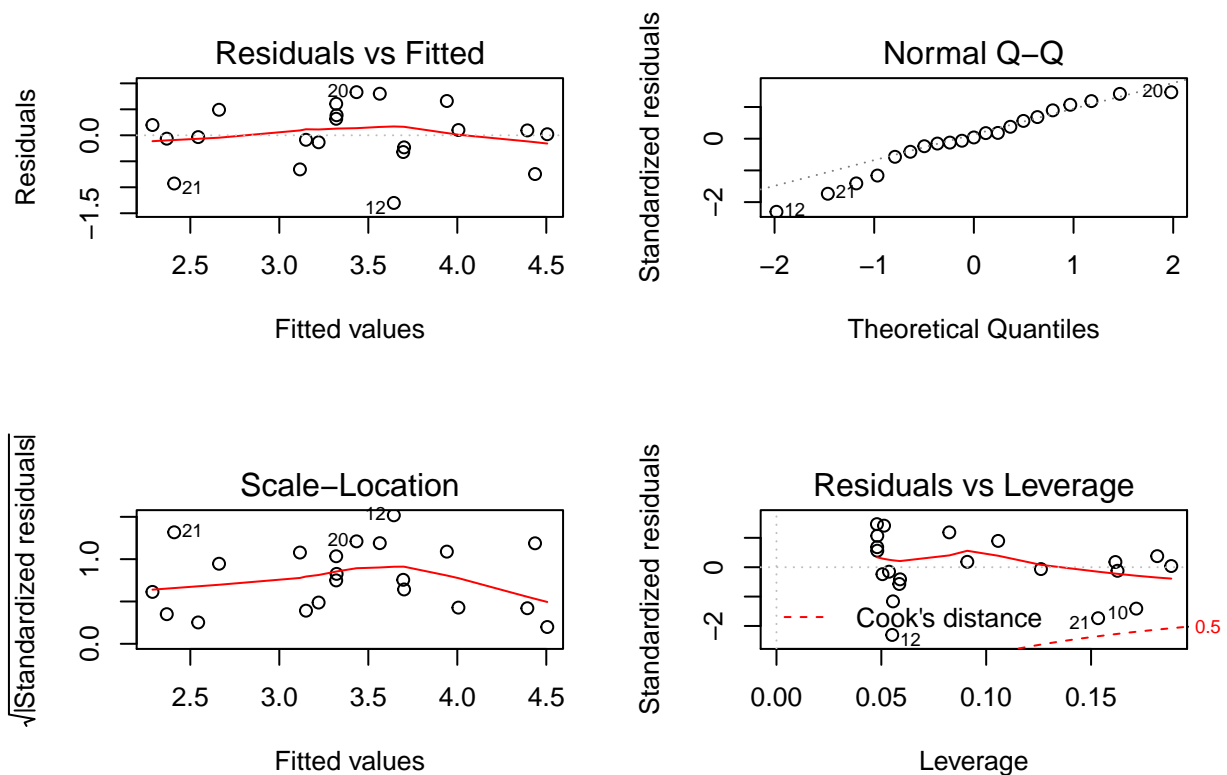 Residuals vs Fitted
Residuals
0.0
−1.5
20
21
12
2.5 3.0 3.5 4.0 4.5
Fitted values
Normal Q−Q
Standardized residuals
0
−2
20
21
12
−2 −1 0 1 2
Theoretical Quantiles
Scale−Location
√|Standardized residuals|
1.0
0.0
12
21
20
2.5 3.0 3.5 4.0 4.5
Fitted values
Residuals vs Leverage
Standardized residuals
0
−2
Cook's distance
21
10
12
0.5
0.00 0.05 0.10 0.15
Leverage